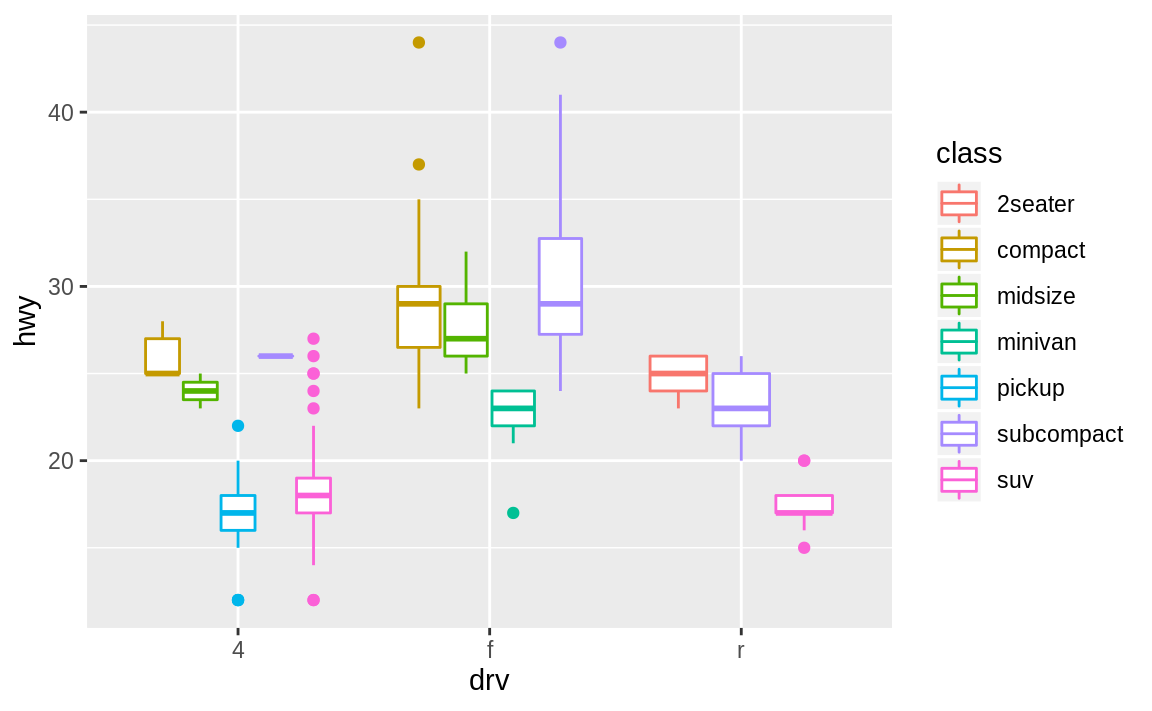 hwy
40
30
20
4
f
r
drv
class
2seater
compact
midsize
minivan
pickup
subcompact
suv